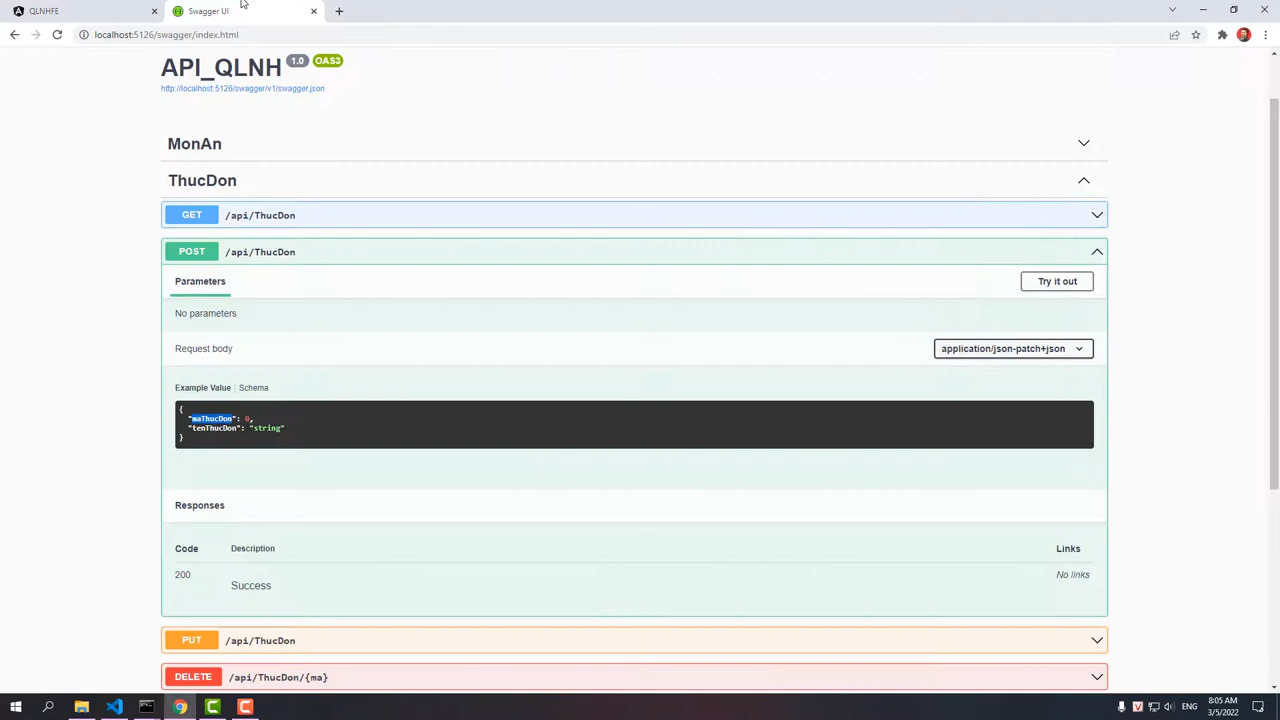 QLNHFE
Swagger UI
localhost:5126/swagger/index.html
API_QLNH 1.0 OAS3
http://localhost:5126/swagger/v1/swagger.json
MonAn
ThucDon
GET /api/ThucDon
POST /api/ThucDon
Parameters
Try it out
No parameters
Request body
application/json-patch+json
Example Value | Schema
{
"maThucDon": 0,
"tenThucDon": "string"
}
Responses
Code Description Links
200 Success No links
PUT /api/ThucDon
DELETE /api/ThucDon/{ma}
ENG
8:05 AM
3/5/2022